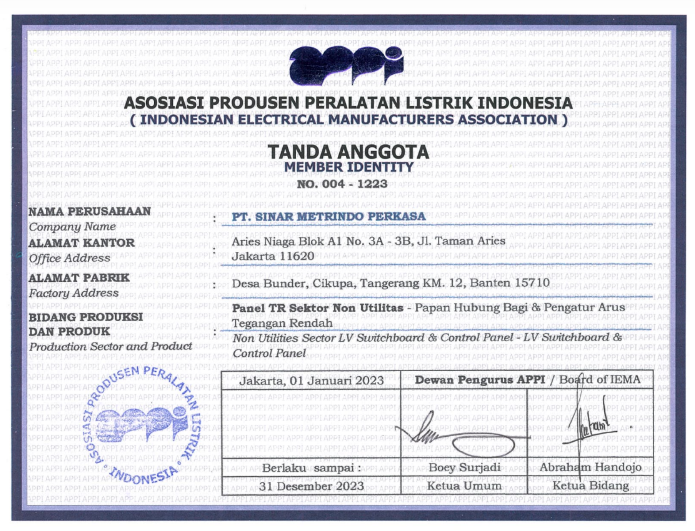 appi
ASOSIASI PRODUSEN PERALATAN LISTRIK INDONESIA
( INDONESIAN ELECTRICAL MANUFACTURERS ASSOCIATION )
TANDA ANGGOTA
MEMBER IDENTITY
NO. 004 - 1223
NAMA PERUSAHAAN
Company Name
: PT. SINAR METRINDO PERKASA
ALAMAT KANTOR
Office Address
: Aries Niaga Blok A1 No. 3A - 3B, Jl. Taman Aries
Jakarta 11620
ALAMAT PABRIK
Factory Address
: Desa Bunder, Cikupa, Tangerang KM. 12, Banten 15710
BIDANG PRODUKSI
DAN PRODUK
Production Sector and Product
: Panel TR Sektor Non Utilitas - Papan Hubung Bagi & Pengatur Arus
Tegangan Rendah
Non Utilities Sector LV Switchboard & Control Panel - LV Switchboard &
Control Panel
ASOSIASI PRODUSEN PERALATAN LISTRIK
INDONESIA
appi
Jakarta, 01 Januari 2023
Dewan Pengurus APPI / Board of IEMA
Berlaku sampai :
Boey Surjadi
Abraham Handojo
31 Desember 2023
Ketua Umum
Ketua Bidang